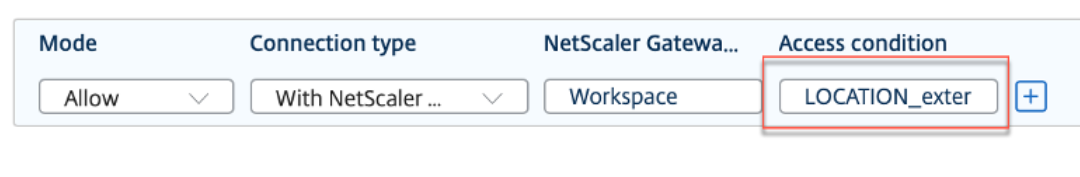 Mode Connection type NetScaler Gatewa... Access condition
Allow With NetScaler ... Workspace LOCATION_exter